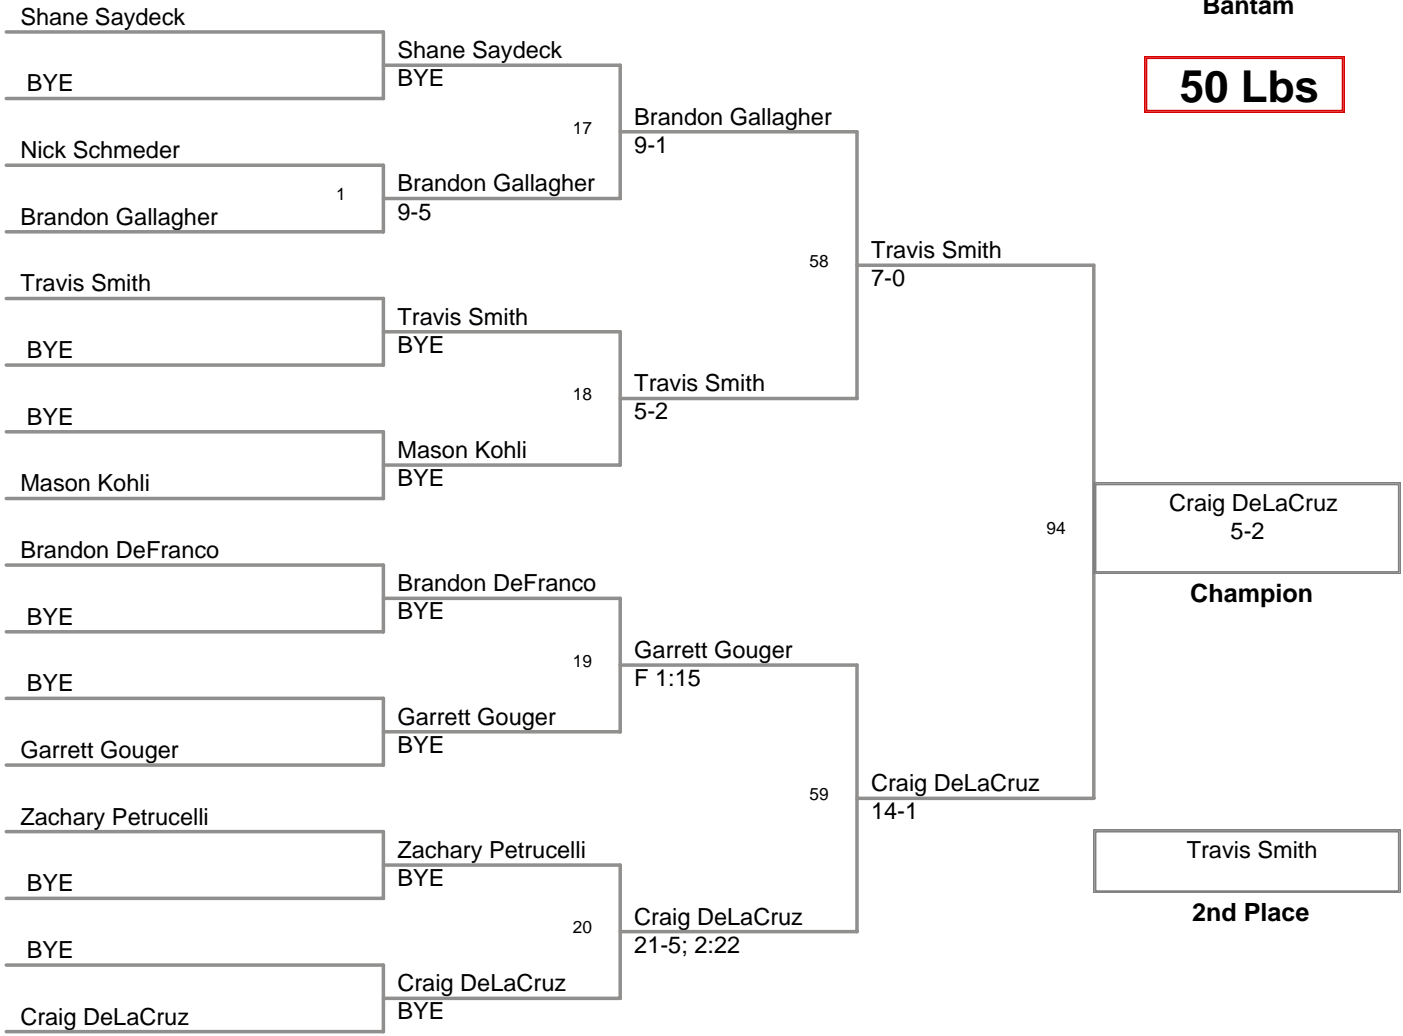 Bantam
50 Lbs
Shane Saydeck
BYE
Nick Schmeder
1
Brandon Gallagher
Travis Smith
BYE
BYE
Mason Kohli
Brandon DeFranco
BYE
BYE
Garrett Gouger
Zachary Petrucelli
BYE
BYE
Craig DeLaCruz
Shane Saydeck
BYE
17
Brandon Gallagher
9-5
Travis Smith
BYE
18
Mason Kohli
BYE
Brandon DeFranco
BYE
19
Garrett Gouger
BYE
Zachary Petrucelli
BYE
20
Craig DeLaCruz
BYE
Brandon Gallagher
9-1
58
Travis Smith
5-2
Garrett Gouger
F 1:15
59
Craig DeLaCruz
21-5; 2:22
Travis Smith
7-0
94
Craig DeLaCruz
14-1
Craig DeLaCruz
5-2
Champion
Travis Smith
2nd Place